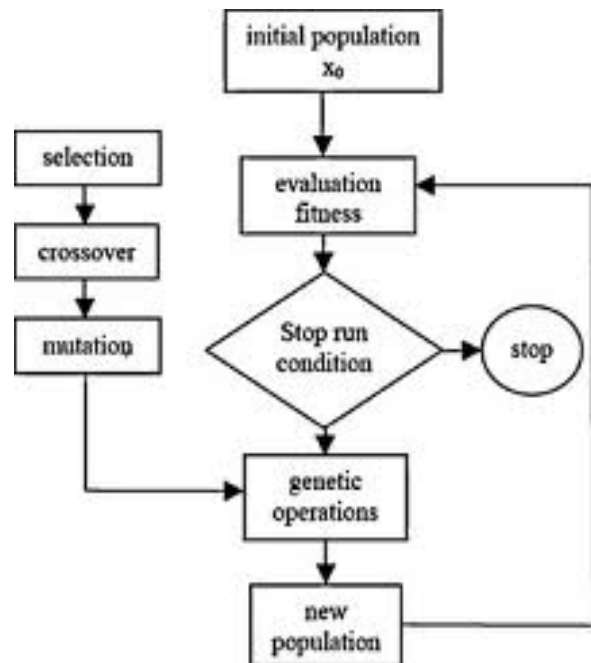 initial population
x₀
selection
evaluation
fitness
crossover
mutation
Stop run
condition
stop
genetic
operations
new
population